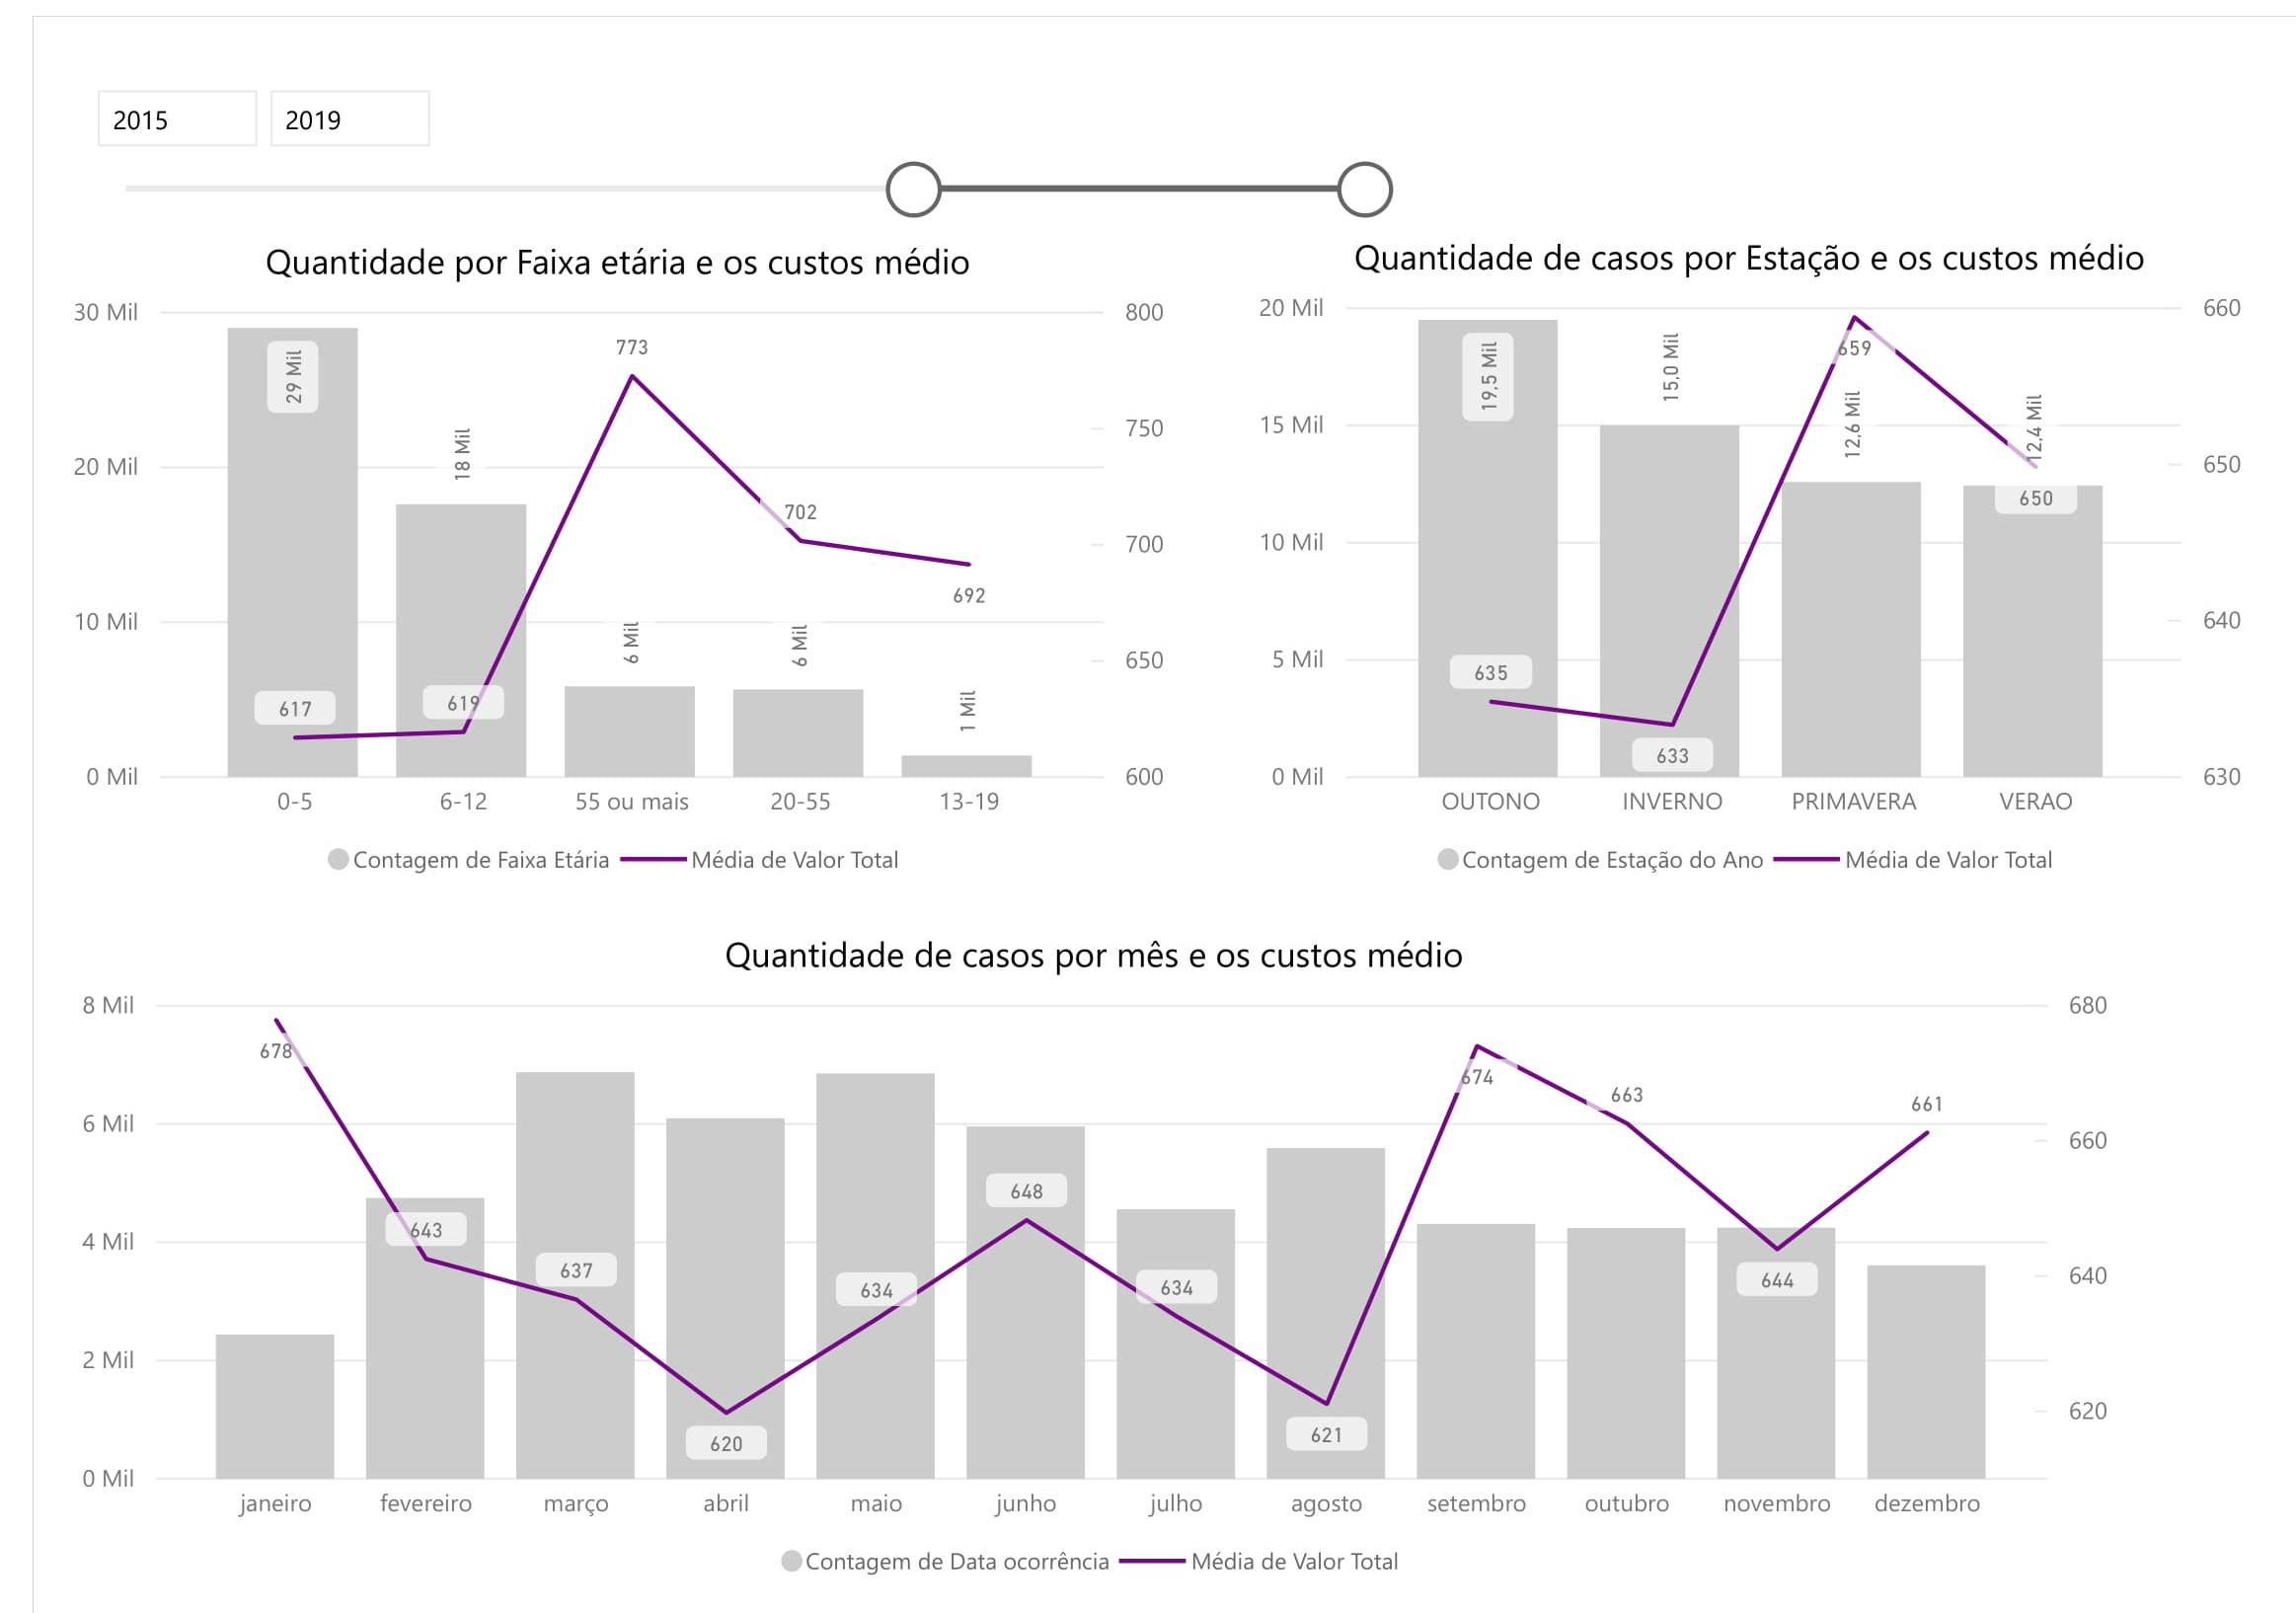 2015 2019
Quantidade por Faixa etária e os custos médio
30 Mil
20 Mil
10 Mil
0 Mil
800
750
700
650
600
29 Mil
18 Mil
6 Mil
6 Mil
1 Mil
617
619
773
702
692
0-5 6-12 55 ou mais 20-55 13-19
Contagem de Faixa Etária Média de Valor Total
Quantidade de casos por Estação e os custos médio
20 Mil
15 Mil
10 Mil
5 Mil
0 Mil
660
650
640
630
19,5 Mil
15,0 Mil
12,6 Mil
12,4 Mil
635
633
659
650
OUTONO INVERNO PRIMAVERA VERAO
Contagem de Estação do Ano Média de Valor Total
Quantidade de casos por mês e os custos médio
8 Mil
6 Mil
4 Mil
2 Mil
0 Mil
680
660
640
620
678
643
637
620
634
648
634
621
674
663
644
661
janeiro fevereiro março abril maio junho julho agosto setembro outubro novembro dezembro
Contagem de Data ocorrência Média de Valor Total